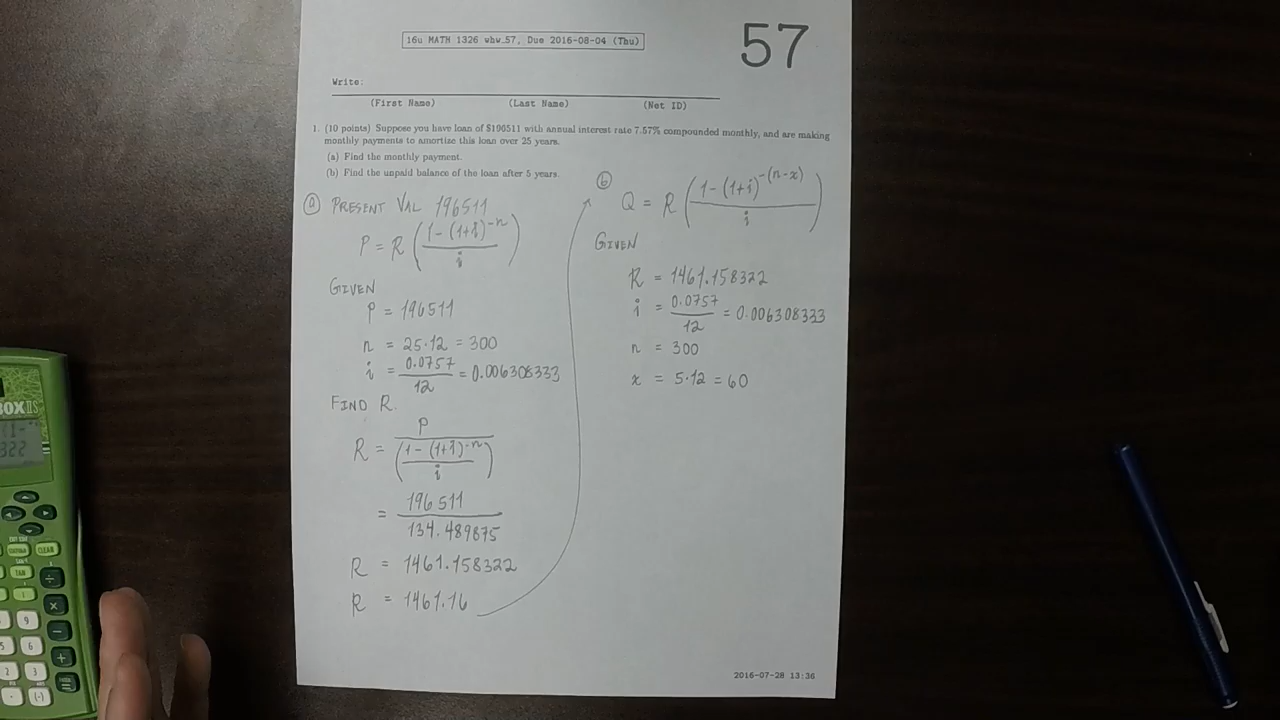 16u MATH 1326 whw_57, Due 2016-08-04 (Thu)
57
Write:
(First Name) (Last Name) (Net ID)
1. (10 points) Suppose you have loan of $196511 with annual interest rate 7.57% compounded monthly, and are making
monthly payments to amortize this loan over 25 years.
(a) Find the monthly payment.
(b) Find the unpaid balance of the loan after 5 years.
ⓐ PRESENT VAL 196511
P = R ( (1-(1+i)^-n) / i )
GIVEN
P = 196511
n = 25·12 = 300
i = 0.0757/12 = 0.006308333
FIND R.
R = P / ( (1-(1+i)^-n) / i )
= 196511 / 134.489875
R = 1461.158322
R = 1461.16
ⓑ Q = R ( (1-(1+i)^-(n-x)) / i )
GIVEN
R = 1461.158322
i = 0.0757/12 = 0.006308333
n = 300
x = 5·12 = 60
2016-07-28 13:36